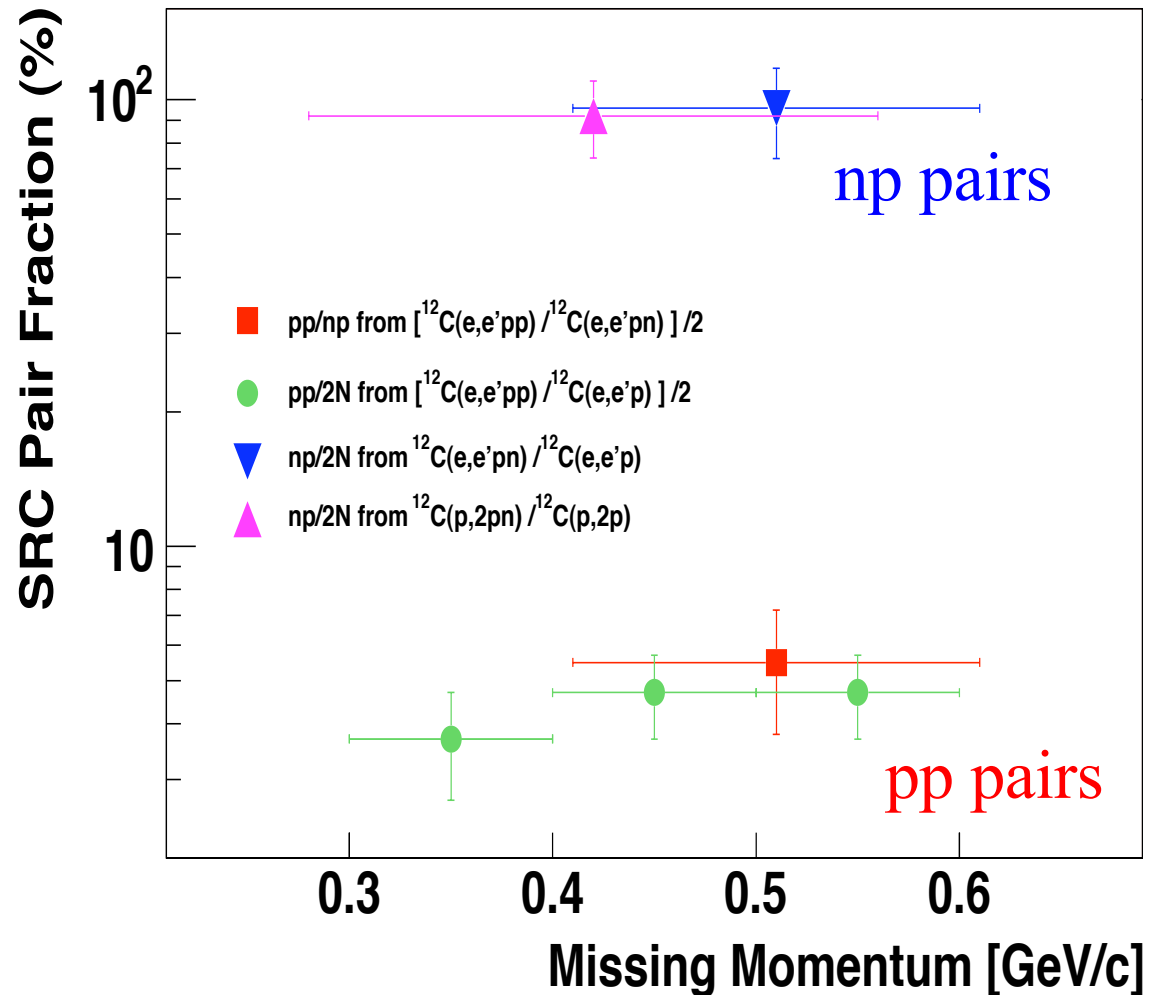 SRC Pair Fraction (%)
10²
np pairs
pp/np from [ ¹²C(e,e’pp) / ¹²C(e,e’pn) ] /2
pp/2N from [ ¹²C(e,e’pp) / ¹²C(e,e’p) ] /2
np/2N from ¹²C(e,e’pn) / ¹²C(e,e’p)
np/2N from ¹²C(p,2pn) / ¹²C(p,2p)
10
pp pairs
0.3 0.4 0.5 0.6
Missing Momentum [GeV/c]